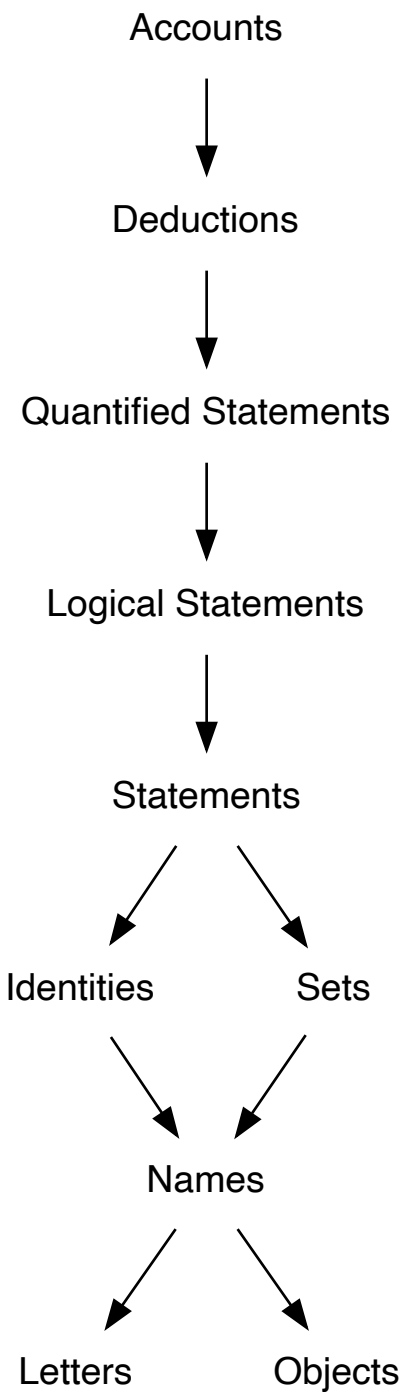 Accounts
Deductions
Quantified Statements
Logical Statements
Statements
Identities
Sets
Names
Letters
Objects